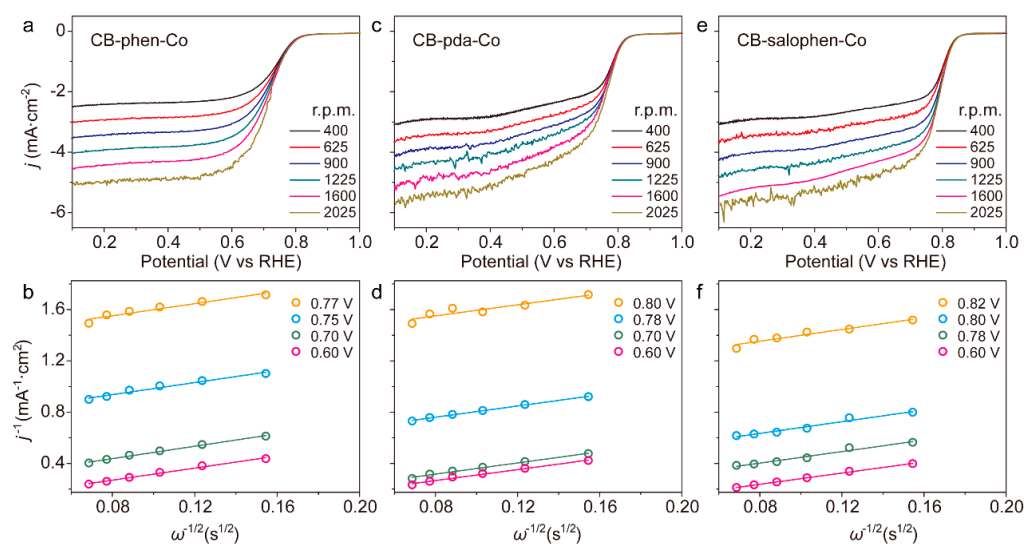 a
CB-phen-Co
0
-2
-4
-6
j (mA·cm⁻²)
r.p.m.
400
625
900
1225
1600
2025
0.2 0.4 0.6 0.8 1.0
Potential (V vs RHE)
c
CB-pda-Co
r.p.m.
400
625
900
1225
1600
2025
0.2 0.4 0.6 0.8 1.0
Potential (V vs RHE)
e
CB-salophen-Co
r.p.m.
400
625
900
1225
1600
2025
0.2 0.4 0.6 0.8 1.0
Potential (V vs RHE)
b
1.6
1.2
0.8
0.4
j⁻¹ (mA⁻¹·cm²)
0.77 V
0.75 V
0.70 V
0.60 V
0.08 0.12 0.16 0.20
ω⁻¹/²(s¹/²)
d
0.80 V
0.78 V
0.70 V
0.60 V
0.08 0.12 0.16 0.20
ω⁻¹/²(s¹/²)
f
0.82 V
0.80 V
0.78 V
0.60 V
0.08 0.12 0.16 0.20
ω⁻¹/²(s¹/²)